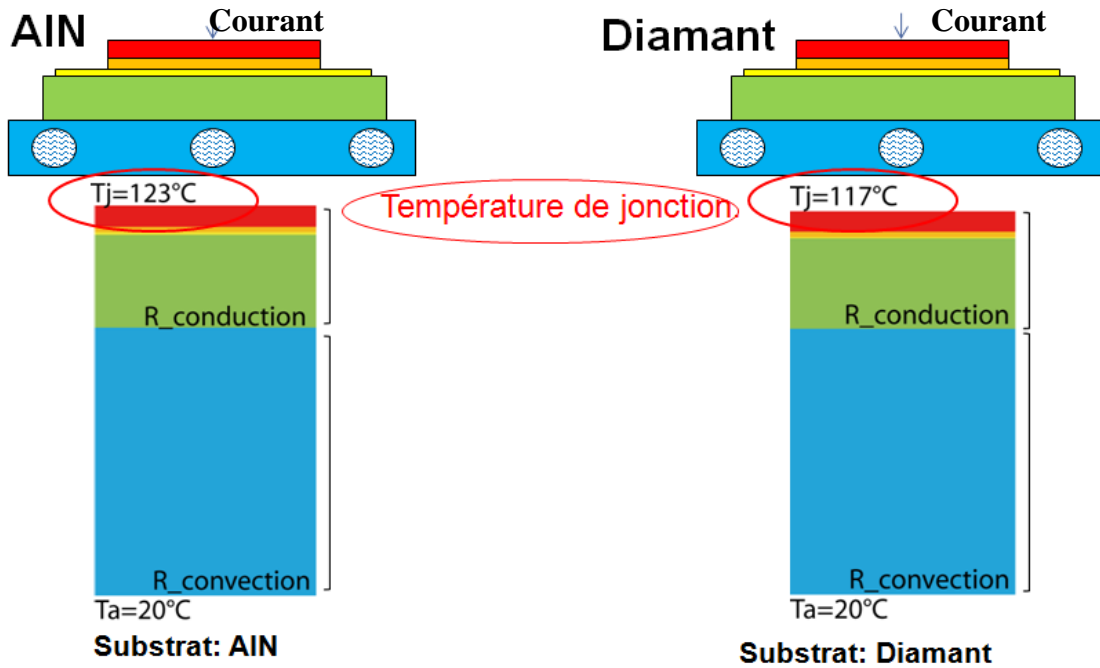 AlN
Courant
Diamant
Courant
Tj=123°C
Température de jonction.
Tj=117°C
R_conduction
R_conduction
R_convection
R_convection
Ta=20°C
Ta=20°C
Substrat: AlN
Substrat: Diamant